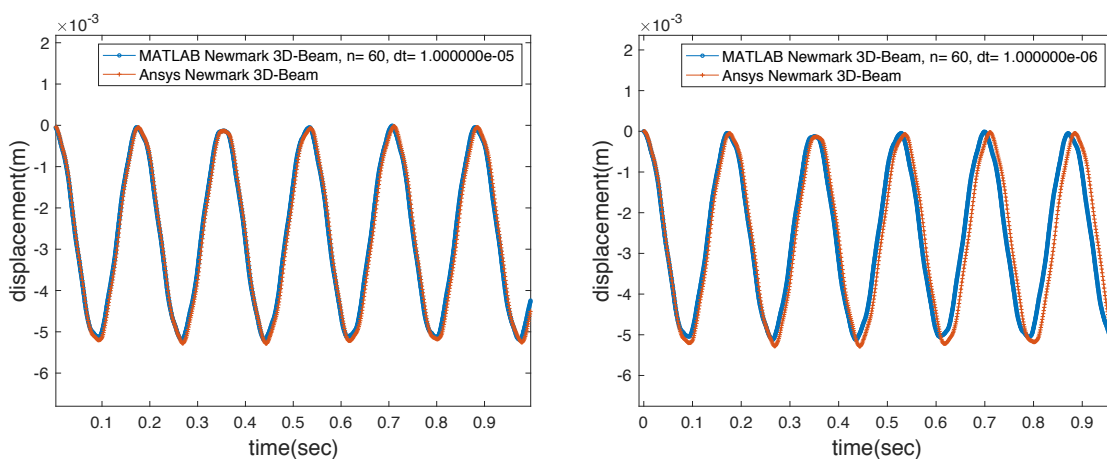 ×10⁻³
MATLAB Newmark 3D-Beam, n= 60, dt= 1.000000e-05
Ansys Newmark 3D-Beam
2
1
0
-1
-2
-3
-4
-5
-6
displacement(m)
0.1 0.2 0.3 0.4 0.5 0.6 0.7 0.8 0.9
time(sec)
×10⁻³
MATLAB Newmark 3D-Beam, n= 60, dt= 1.000000e-06
Ansys Newmark 3D-Beam
2
1
0
-1
-2
-3
-4
-5
-6
displacement(m)
0 0.1 0.2 0.3 0.4 0.5 0.6 0.7 0.8 0.9
time(sec)